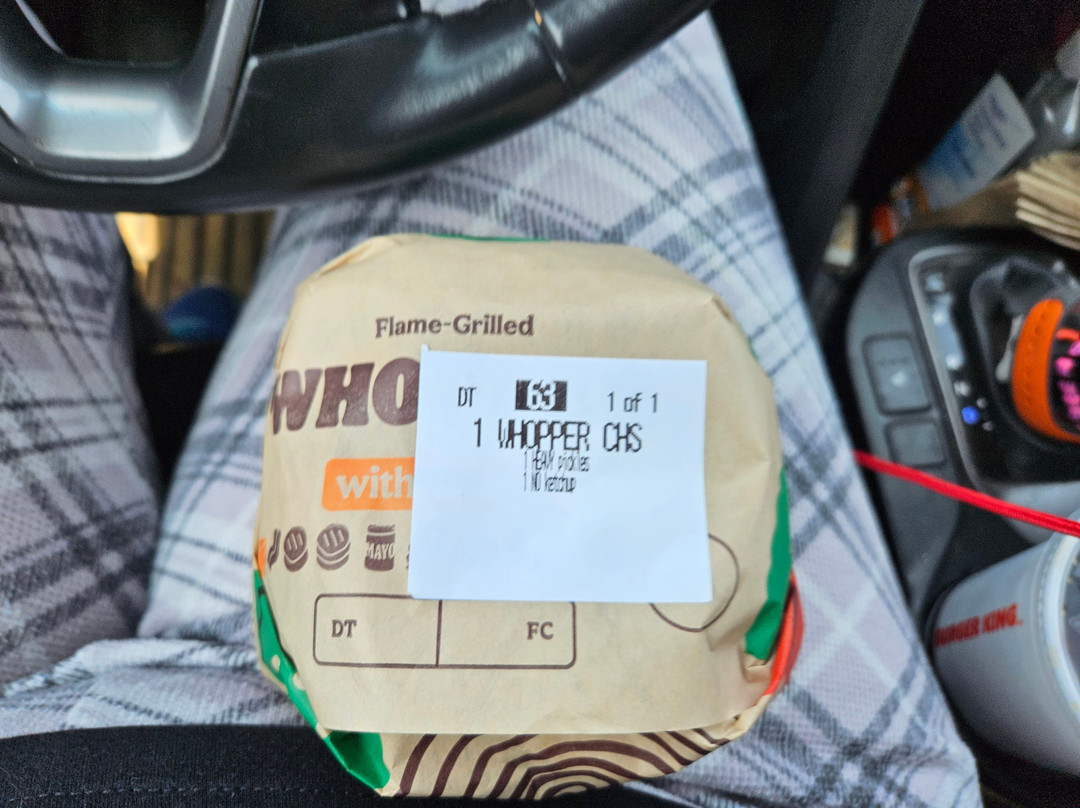 Flame-Grilled
WHO
with
MAYO
DT 63 1 of 1
1 WHOPPER CHS
1 HEAVY pickles
1 NO ketchup
DT FC
BURGER KING